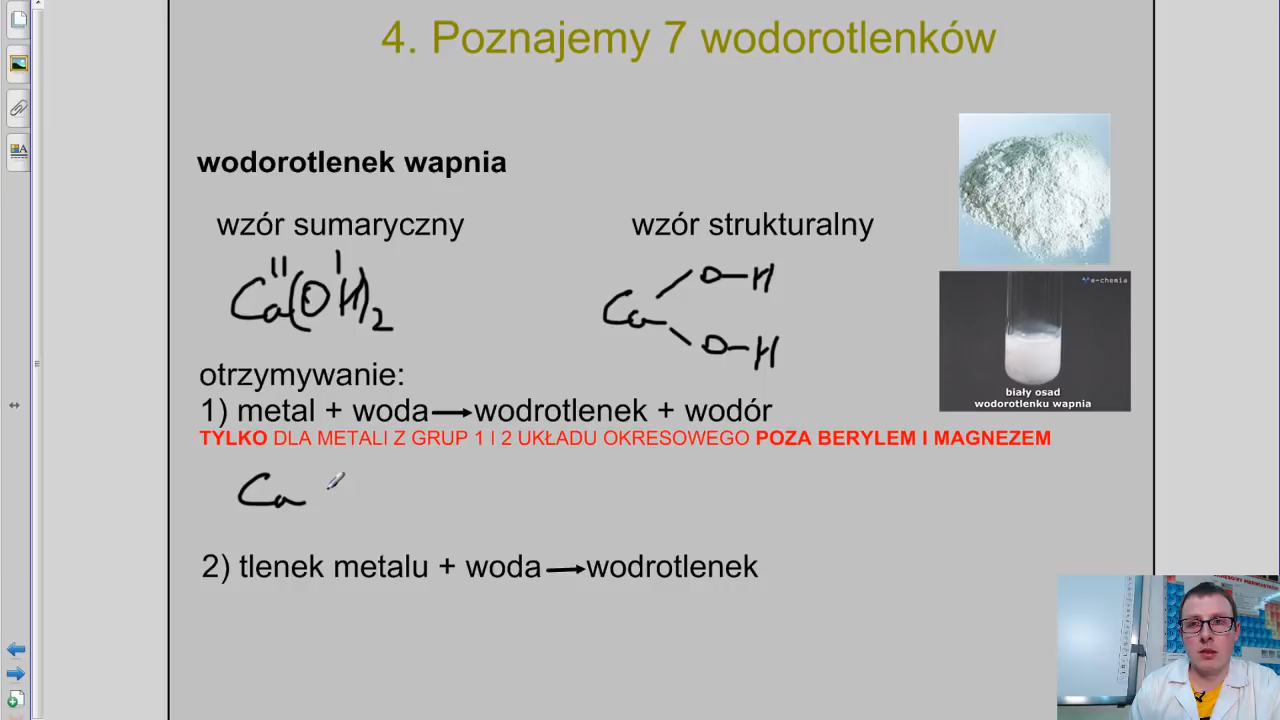 4. Poznajemy 7 wodorotlenków
wodorotlenek wapnia
wzór sumaryczny
wzór strukturalny
II I
Ca(OH)2
O-H
Ca
O-H
e-chemia
biały osad
wodorotlenku wapnia
otrzymywanie:
1) metal + woda → wodrotlenek + wodór
TYLKO DLA METALI Z GRUP 1 I 2 UKŁADU OKRESOWEGO POZA BERYLEM I MAGNEZEM
Ca
2) tlenek metalu + woda → wodrotlenek